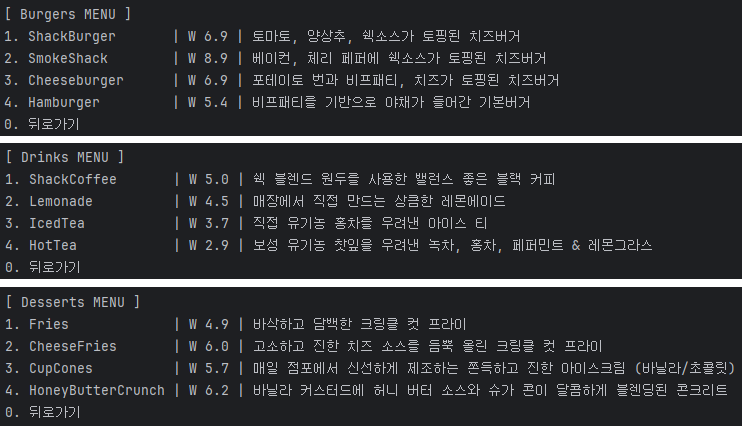 [ Burgers MENU ]
1. ShackBurger | W 6.9 | 토마토, 양상추, 쉑소스가 토핑된 치즈버거
2. SmokeShack | W 8.9 | 베이컨, 체리 페퍼에 쉑소스가 토핑된 치즈버거
3. Cheeseburger | W 6.9 | 포테이토 번과 비프패티, 치즈가 토핑된 치즈버거
4. Hamburger | W 5.4 | 비프패티를 기반으로 야채가 들어간 기본버거
0. 뒤로가기
[ Drinks MENU ]
1. ShackCoffee | W 5.0 | 쉑 블렌드 원두를 사용한 밸런스 좋은 블랙 커피
2. Lemonade | W 4.5 | 매장에서 직접 만드는 상큼한 레몬에이드
3. IcedTea | W 3.7 | 직접 유기농 홍차를 우려낸 아이스 티
4. HotTea | W 2.9 | 보성 유기농 찻잎을 우려낸 녹차, 홍차, 페퍼민트 & 레몬그라스
0. 뒤로가기
[ Desserts MENU ]
1. Fries | W 4.9 | 바삭하고 담백한 크링클 컷 프라이
2. CheeseFries | W 6.0 | 고소하고 진한 치즈 소스를 듬뿍 올린 크링클 컷 프라이
3. CupCones | W 5.7 | 매일 점포에서 신선하게 제조하는 쫀득하고 진한 아이스크림 (바닐라/초콜릿)
4. HoneyButterCrunch | W 6.2 | 바닐라 커스터드에 허니 버터 소스와 슈가 콘이 달콤하게 블렌딩된 콘크리트
0. 뒤로가기